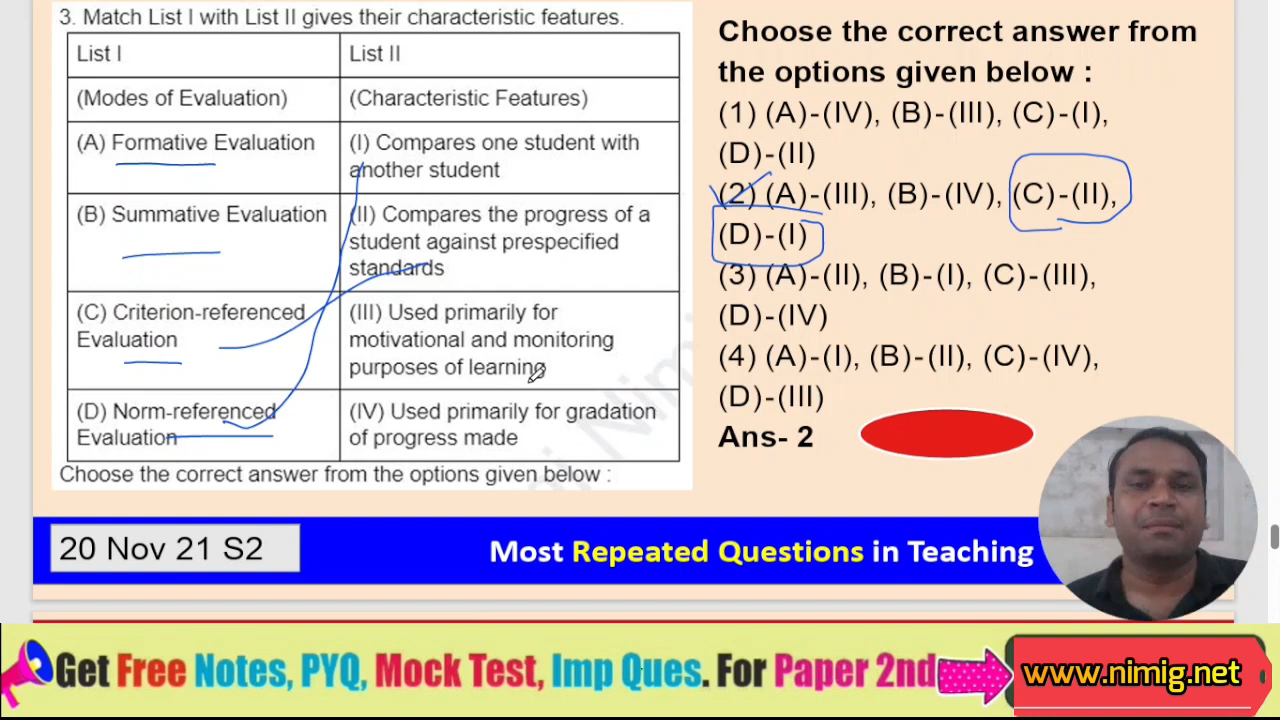 3. Match List I with List II gives their characteristic features.
List I
List II
(Modes of Evaluation)
(Characteristic Features)
(A) Formative Evaluation
(I) Compares one student with
another student
(B) Summative Evaluation
(II) Compares the progress of a
student against prespecified
standards
(C) Criterion-referenced
Evaluation
(III) Used primarily for
motivational and monitoring
purposes of learning
(D) Norm-referenced
Evaluation
(IV) Used primarily for gradation
of progress made
Choose the correct answer from the options given below :
Choose the correct answer from
the options given below :
(1) (A)-(IV), (B)-(III), (C)-(I),
(D)-(II)
(2) (A)-(III), (B)-(IV), (C)-(II),
(D)-(I)
(3) (A)-(II), (B)-(I), (C)-(III),
(D)-(IV)
(4) (A)-(I), (B)-(II), (C)-(IV),
(D)-(III)
Ans- 2
20 Nov 21 S2
Most Repeated Questions in Teaching
Get Free Notes, PYQ, Mock Test, Imp Ques. For Paper 2nd
www.nimig.net